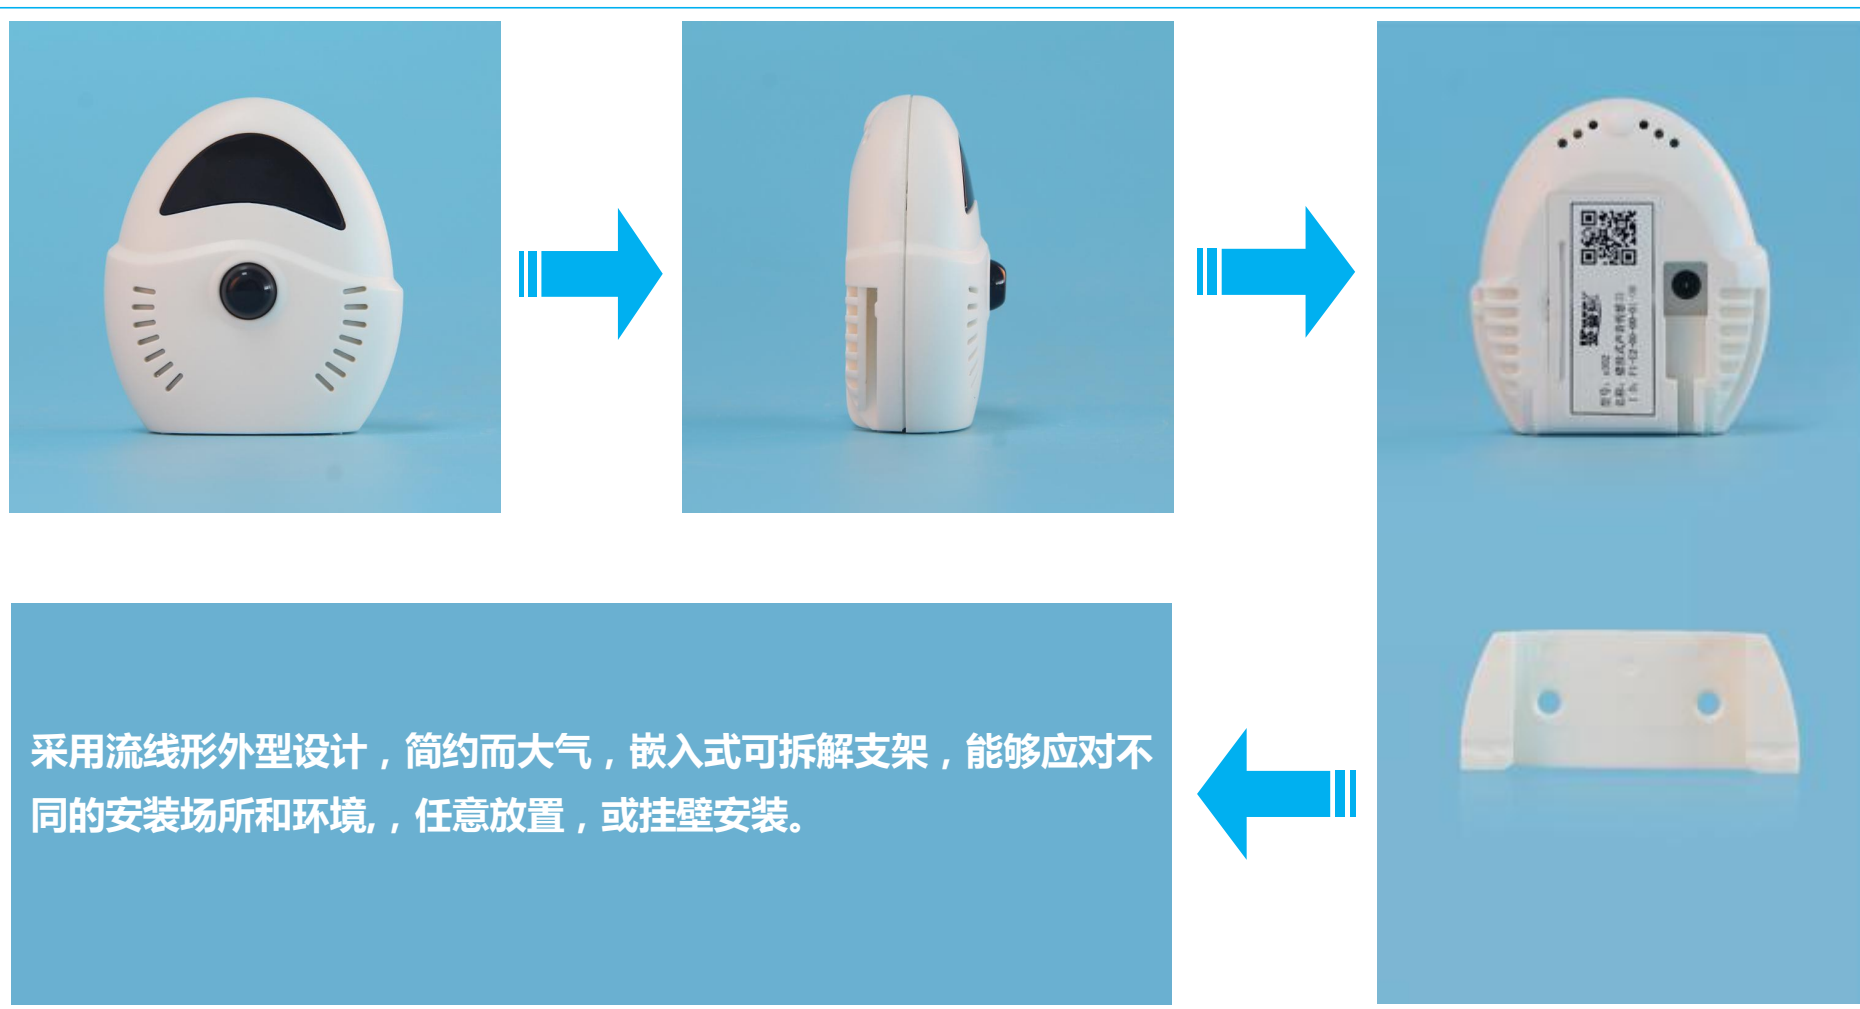 采用流线形外型设计，简约而大气，嵌入式可拆解支架，能够应对不
同的安装场所和环境,，任意放置，或挂壁安装。